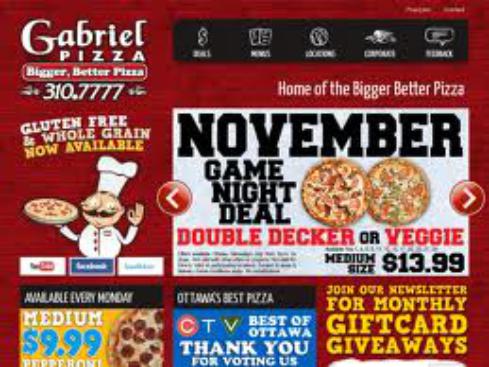 Français Contact
Gabriel
PIZZA
Bigger, Better Pizza
310.7777
DEALS MENUS LOCATIONS CORPORATE FEEDBACK
Home of the Bigger Better Pizza
GLUTEN FREE
& WHOLE GRAIN
NOW AVAILABLE
NOVEMBER
GAME
NIGHT
DEAL
DOUBLE DECKER OR VEGGIE
MEDIUM
SIZE $13.99
YouTube facebook
AVAILABLE EVERY MONDAY
MEDIUM
$9.99
PEPPERONI
OTTAWA'S BEST PIZZA
CTV BEST OF
OTTAWA
THANK YOU
FOR VOTING US
JOIN OUR NEWSLETTER
FOR MONTHLY
GIFTCARD
GIVEAWAYS